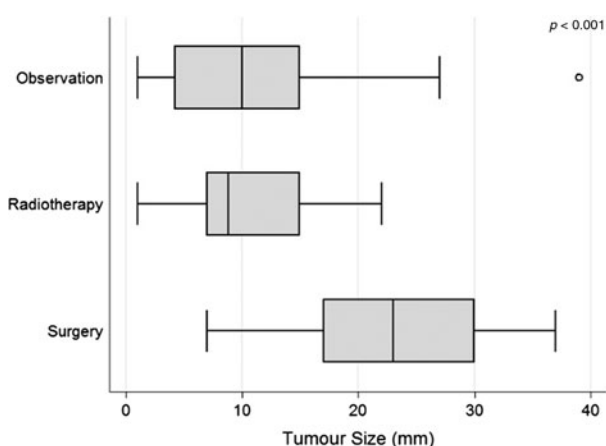 p < 0.001
Observation
Radiotherapy
Surgery
0 10 20 30 40
Tumour Size (mm)